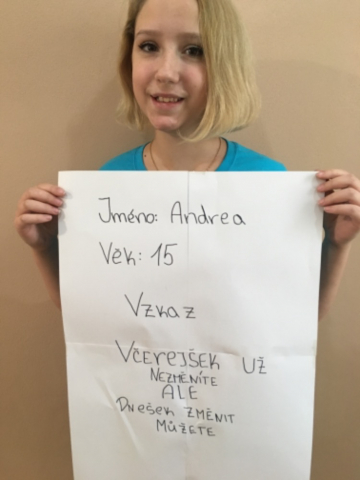 Jméno: Andrea
Věk: 15
Vzkaz
VČEREJŠEK UŽ
NEZMĚNÍTE
ALE
DNEŠEK ZMĚNIT
MŮŽETE